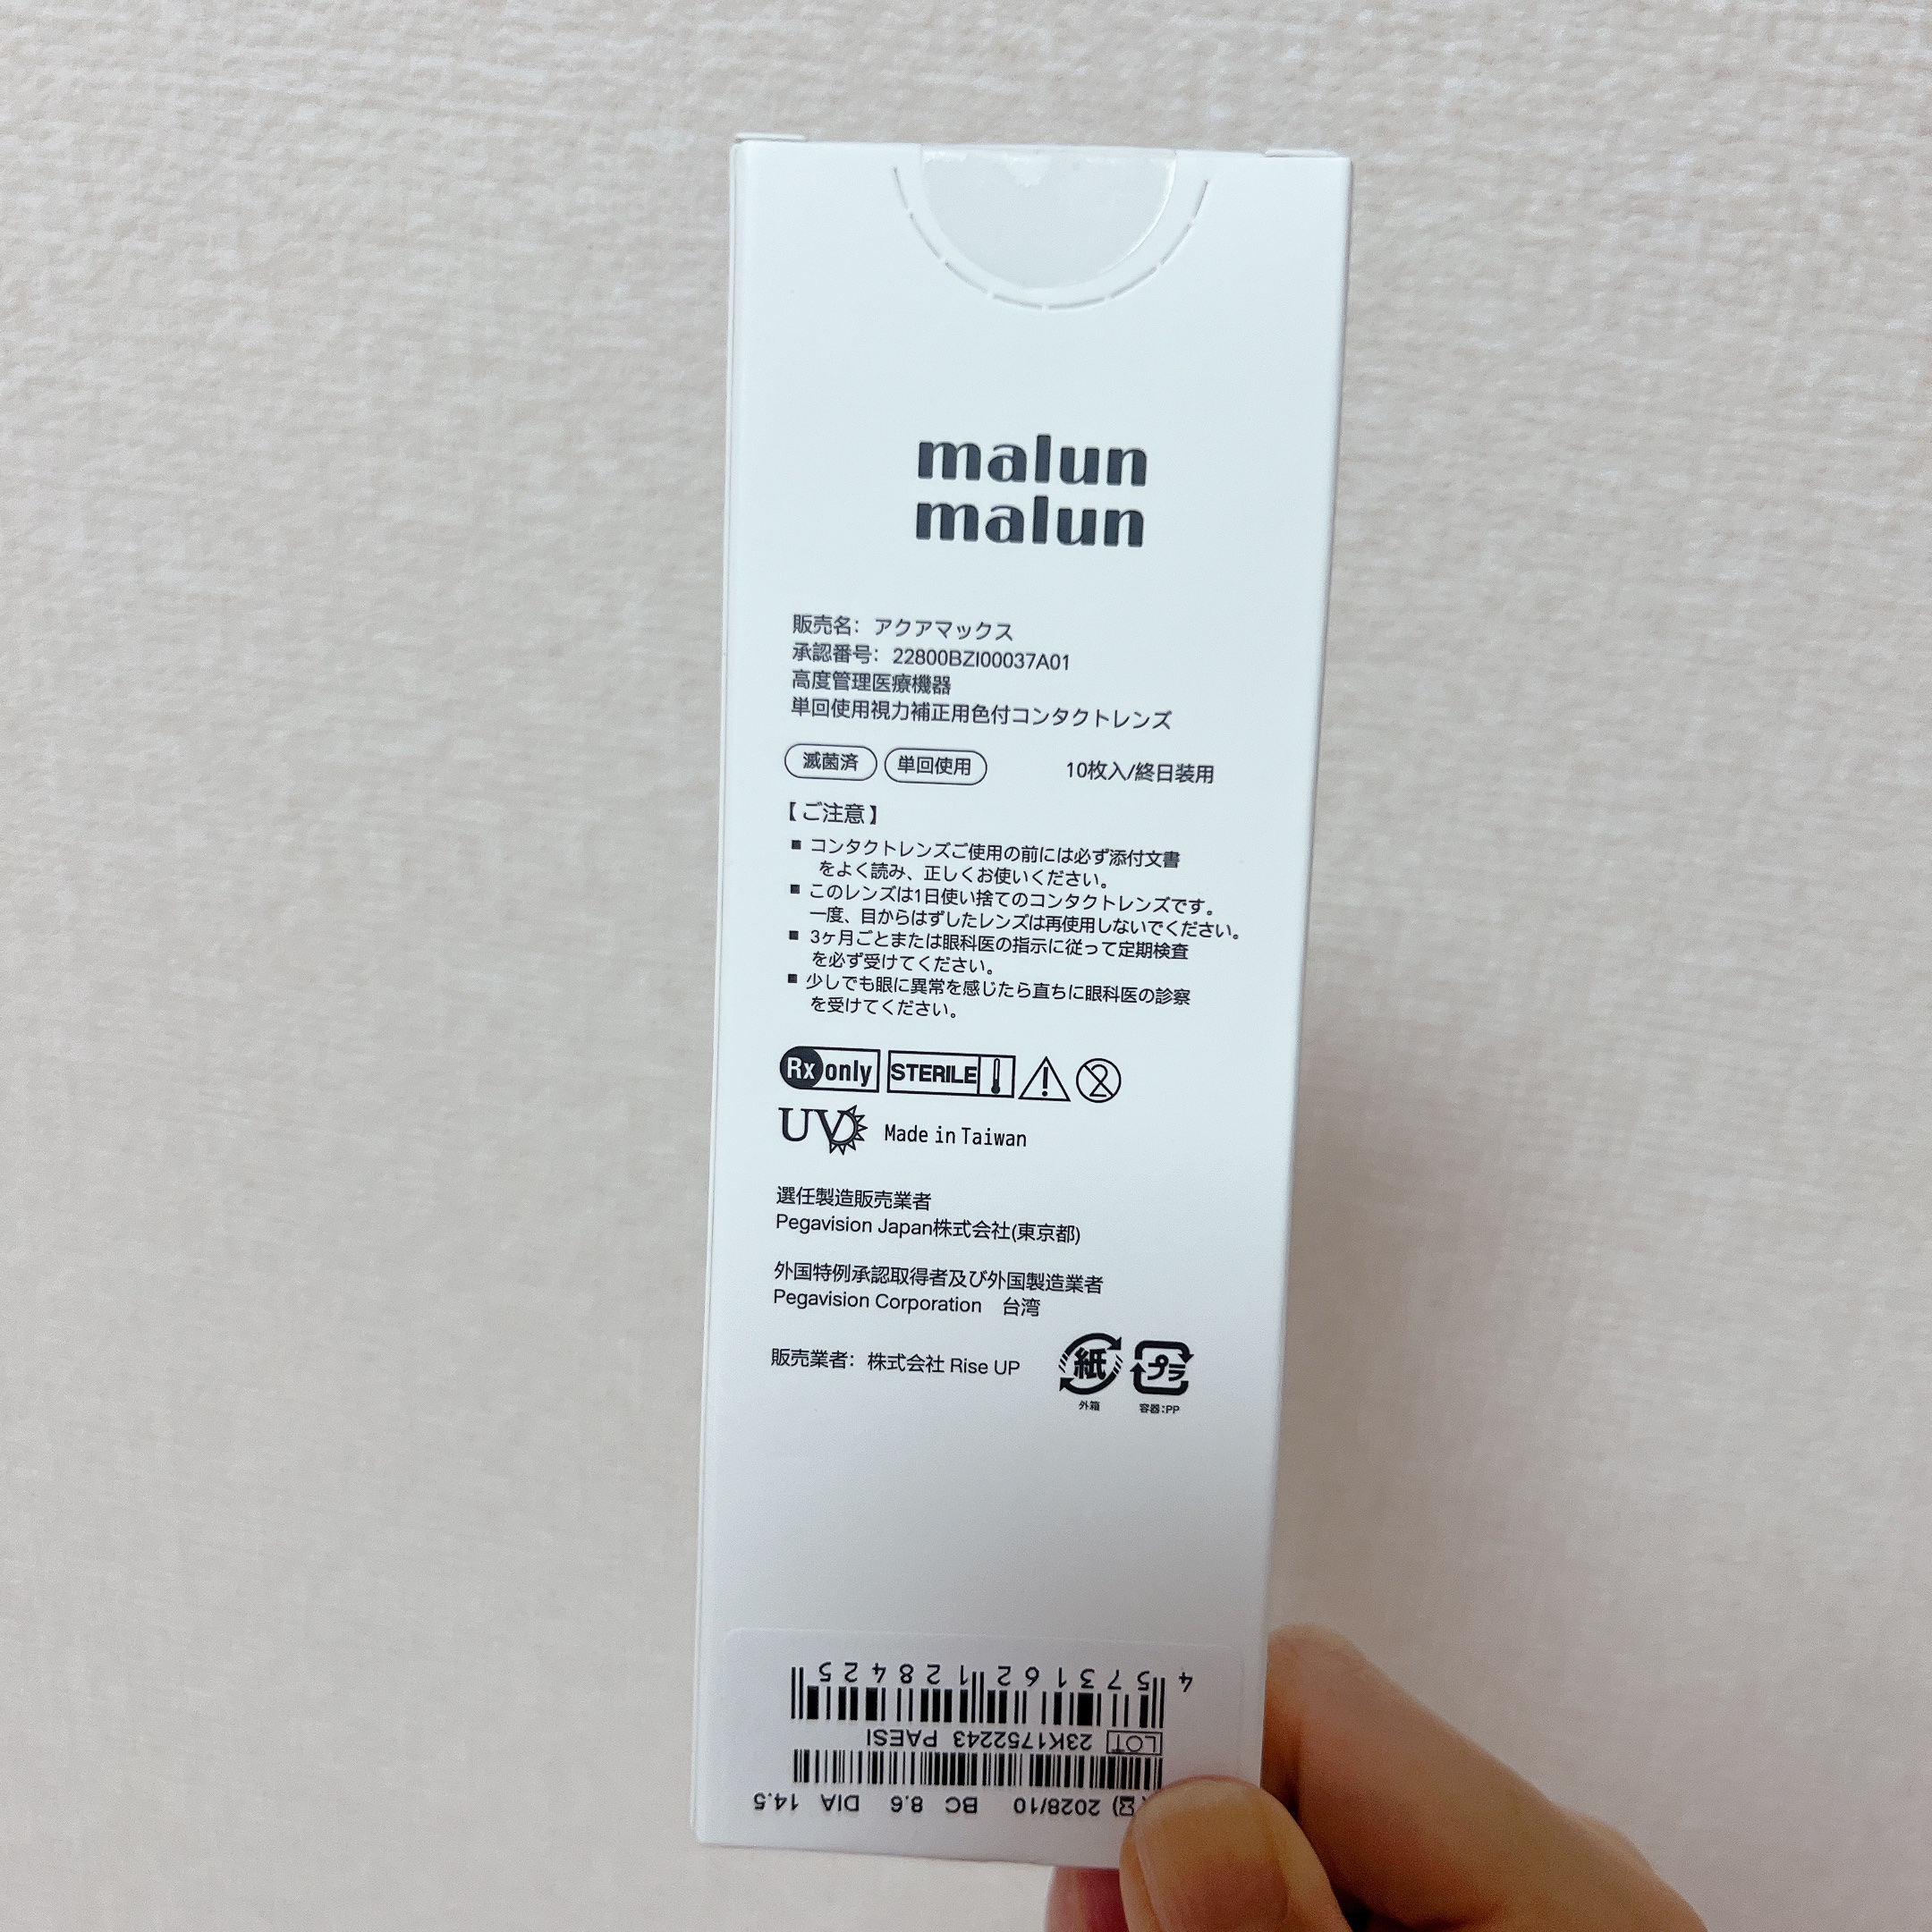 malun
malun
販売名：アクアマックス
承認番号：22800BZI00037A01
高度管理医療機器
単回使用視力補正用色付コンタクトレンズ
滅菌済 単回使用 10枚入/終日装用
【ご注意】
■ コンタクトレンズご使用の前には必ず添付文書
をよく読み、正しくお使いください。
■ このレンズは1日使い捨てのコンタクトレンズです。
一度、目からはずしたレンズは再使用しないでください。
■ 3ヶ月ごとまたは眼科医の指示に従って定期検査
を必ず受けてください。
■ 少しでも眼に異常を感じたら直ちに眼科医の診察
を受けてください。
Rx only STERILE 2
UV Made in Taiwan
選任製造販売業者
Pegavision Japan株式会社(東京都)
外国特例承認取得者及び外国製造業者
Pegavision Corporation 台湾
販売業者：株式会社 Rise UP
紙 プラ
外箱 容器:PP
4 573162 128425
LOT 23K1752243 PAESI
2028/10 BC 8.6 DIA 14.5